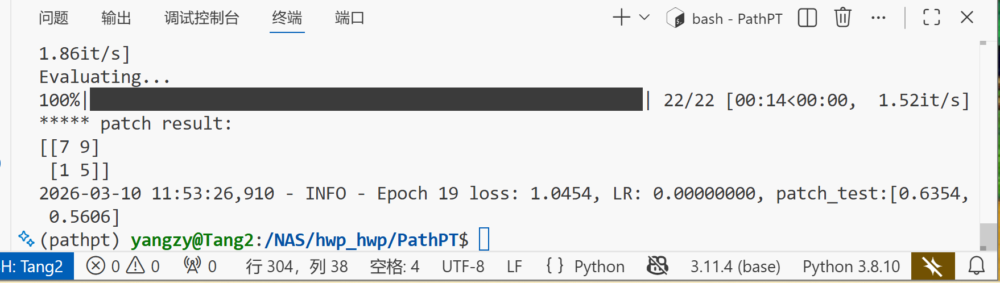 问题 输出 调试控制台 终端 端口 bash - PathPT
1.86it/s]
Evaluating...
100%| | 22/22 [00:14<00:00,  1.52it/s]
***** patch result:
[[7 9]
 [1 5]]
2026-03-10 11:53:26,910 - INFO - Epoch 19 loss: 1.0454, LR: 0.00000000, patch_test:[0.6354,
 0.5606]
(pathpt) yangzy@Tang2:/NAS/hwp_hwp/PathPT$
H: Tang2 0 0 0 行 304，列 38 空格: 4 UTF-8 LF { } Python 3.11.4 (base) Python 3.8.10